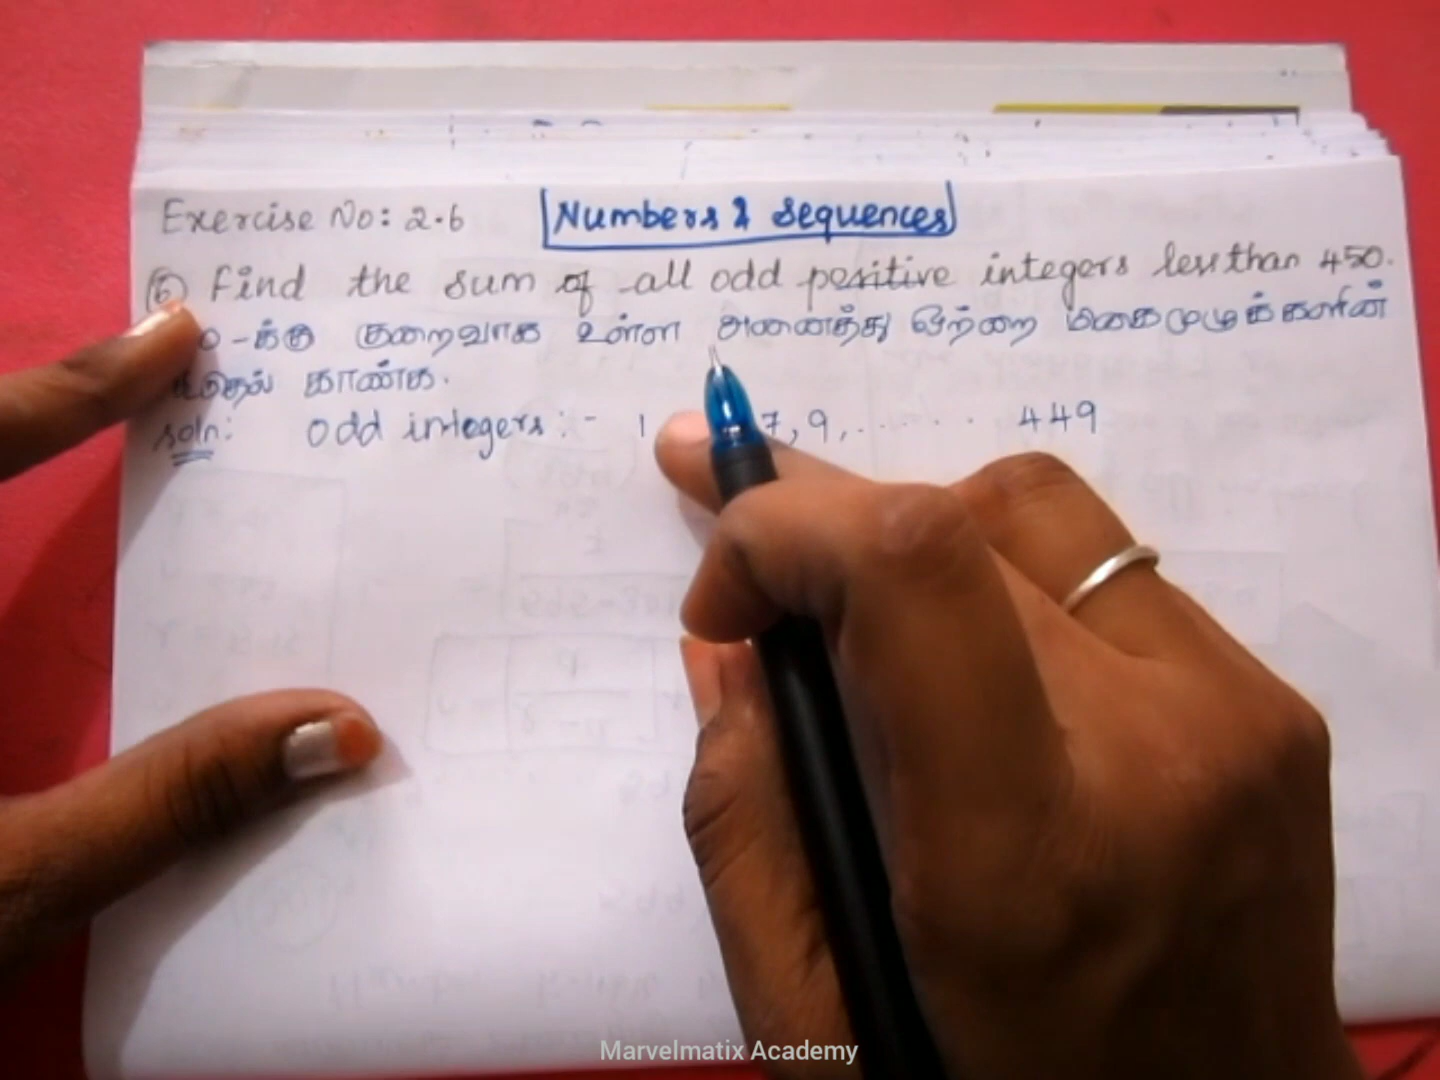 Exercise No: 2.6 Numbers & Sequences
6 Find the sum of all odd positive integers less than 450.
0-க்கு குறைவாக உள்ள அனைத்து ஒற்றை மிகை முழுக்களின்
காண்க.
soln: Odd integers:- 1 7, 9, ...... 449
Marvelmatix Academy